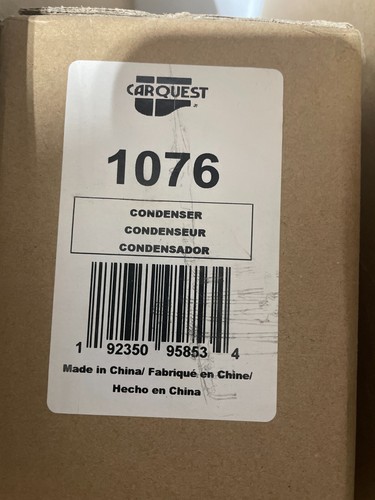 CARQUEST
1076
CONDENSER
CONDENSEUR
CONDENSADOR
1 92350 95853 4
Made in China/ Fabriqué en Chine/
Hecho en China